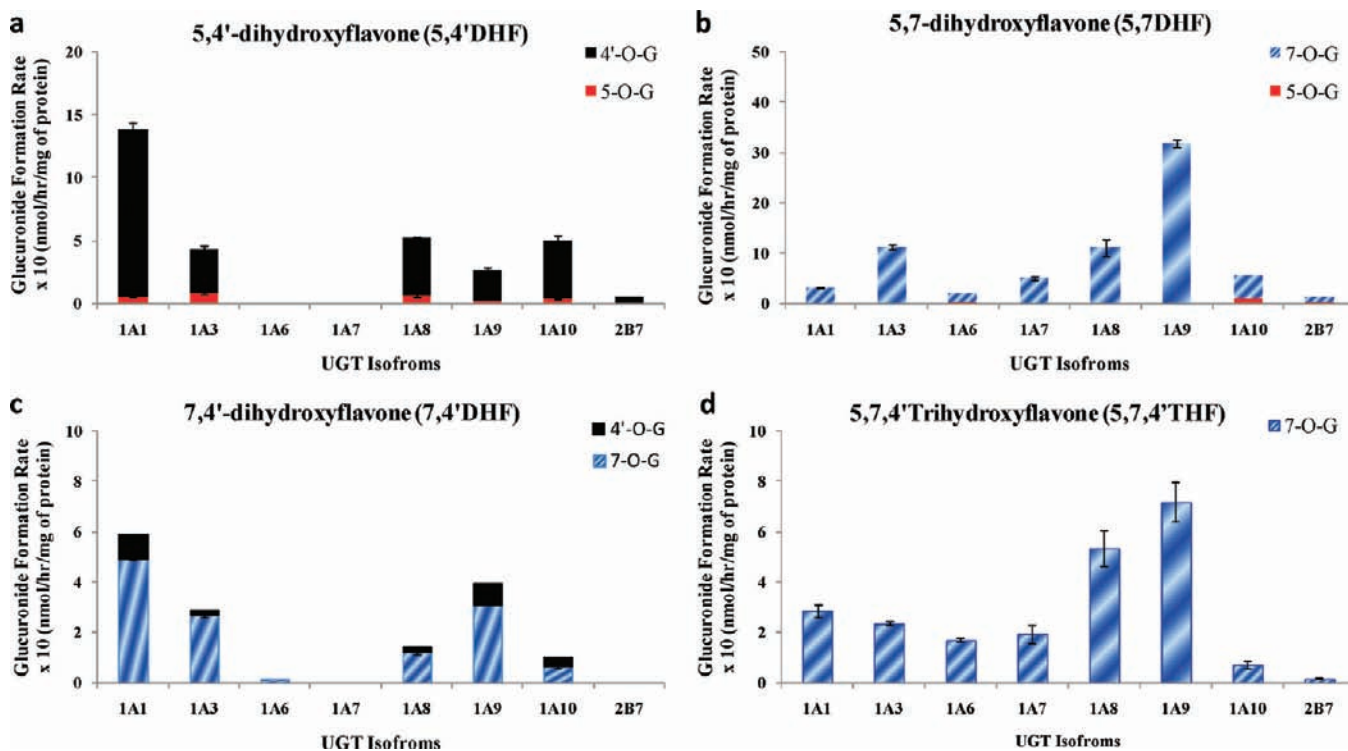 a
5,4'-dihydroxyflavone (5,4'DHF)
4'-O-G
5-O-G
Glucuronide Formation Rate
x 10 (nmol/hr/mg of protein)
20
15
10
5
0
1A1 1A3 1A6 1A7 1A8 1A9 1A10 2B7
UGT Isofroms
b
5,7-dihydroxyflavone (5,7DHF)
7-O-G
5-O-G
Glucuronide Formation Rate
x 10 (nmol/hr/mg of protein)
50
40
30
20
10
0
1A1 1A3 1A6 1A7 1A8 1A9 1A10 2B7
UGT Isofroms
c
7,4'-dihydroxyflavone (7,4'DHF)
4'-O-G
7-O-G
Glucuronide Formation Rate
x 10 (nmol/hr/mg of protein)
10
8
6
4
2
0
1A1 1A3 1A6 1A7 1A8 1A9 1A10 2B7
UGT Isofroms
d
5,7,4'Trihydroxyflavone (5,7,4'THF)
7-O-G
Glucuronide Formation Rate
x 10 (nmol/hr/mg of protein)
10
8
6
4
2
0
1A1 1A3 1A6 1A7 1A8 1A9 1A10 2B7
UGT Isofroms